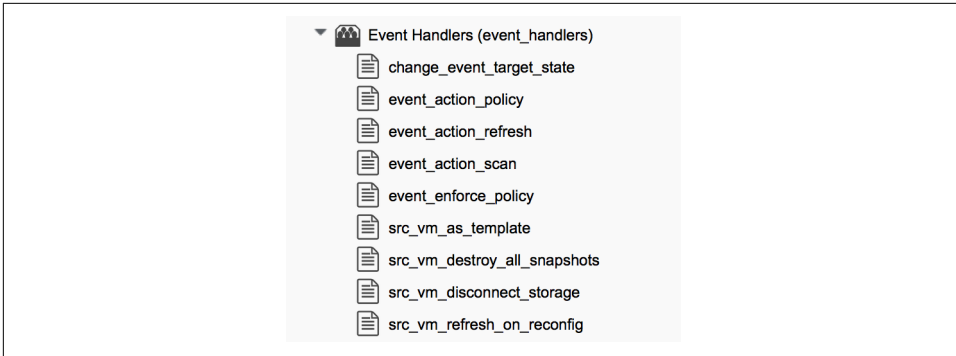 Event Handlers (event_handlers)
change_event_target_state
event_action_policy
event_action_refresh
event_action_scan
event_enforce_policy
src_vm_as_template
src_vm_destroy_all_snapshots
src_vm_disconnect_storage
src_vm_refresh_on_reconfig